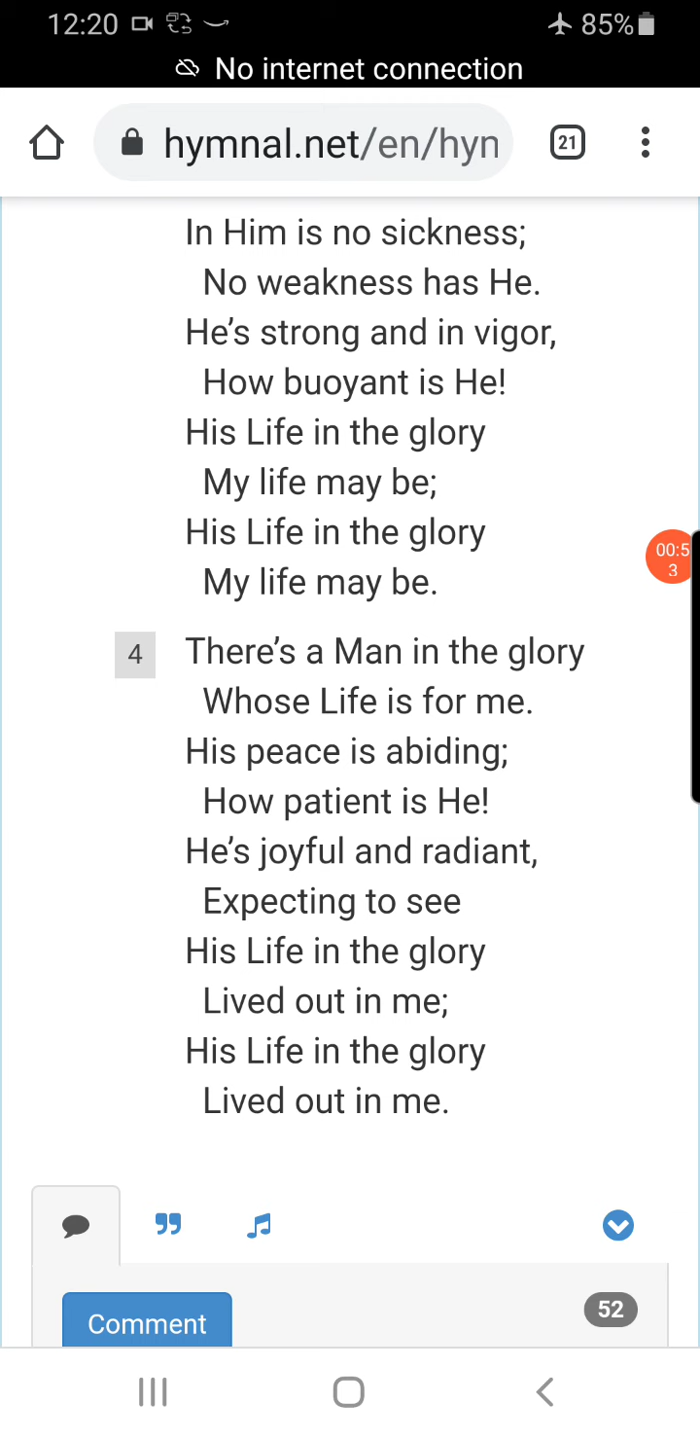 12:20 85%
No internet connection
hymnal.net/en/hyn 21
In Him is no sickness;
No weakness has He.
He’s strong and in vigor,
How buoyant is He!
His Life in the glory
My life may be;
His Life in the glory
00:5
3
My life may be.
4 There’s a Man in the glory
Whose Life is for me.
His peace is abiding;
How patient is He!
He’s joyful and radiant,
Expecting to see
His Life in the glory
Lived out in me;
His Life in the glory
Lived out in me.
Comment 52